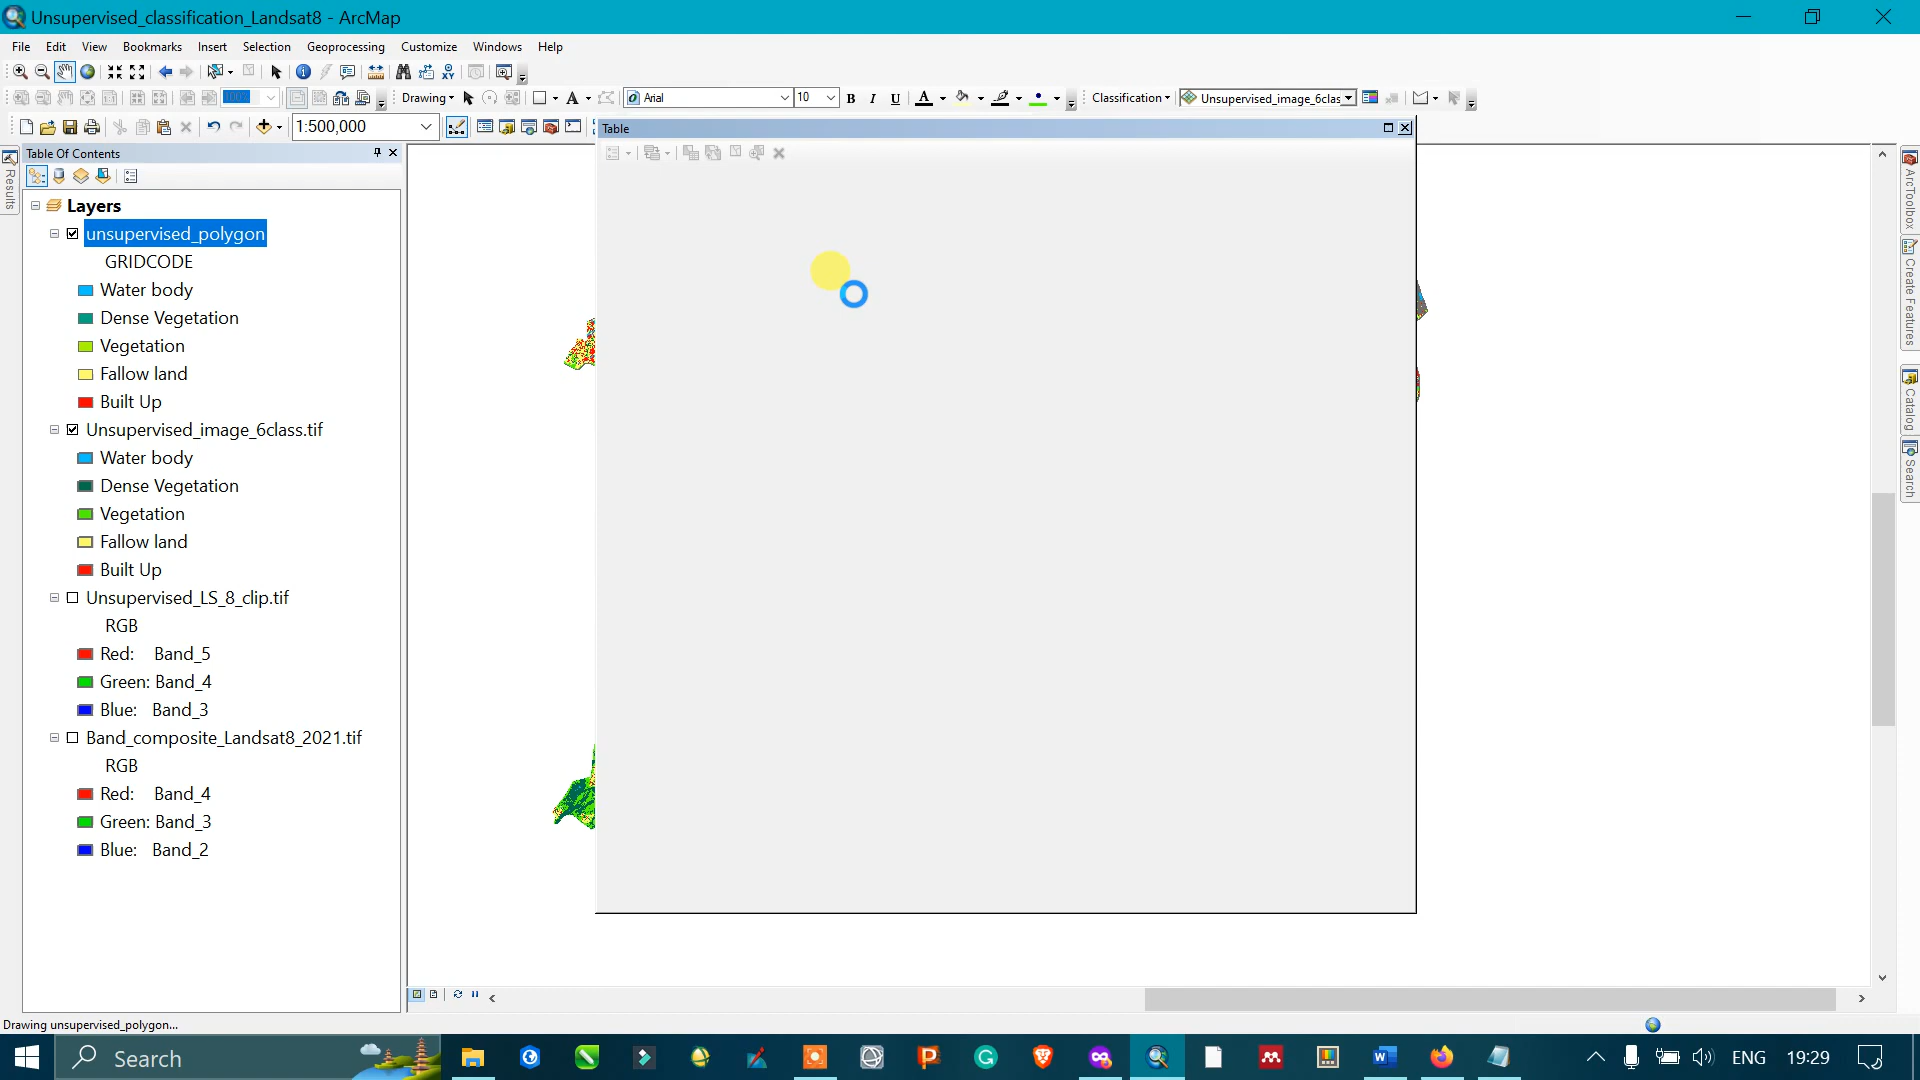 Unsupervised_classification_Landsat8 - ArcMap
File Edit View Bookmarks Insert Selection Geoprocessing Customize Windows Help
100%
Drawing
Arial
10
B I U A
Classification
Unsupervised_image_6clas
1:500,000
Table
Table Of Contents
Results
Layers
unsupervised_polygon
GRIDCODE
Water body
Dense Vegetation
Vegetation
Fallow land
Built Up
Unsupervised_image_6class.tif
Water body
Dense Vegetation
Vegetation
Fallow land
Built Up
Unsupervised_LS_8_clip.tif
RGB
Red: Band_5
Green: Band_4
Blue: Band_3
Band_composite_Landsat8_2021.tif
RGB
Red: Band_4
Green: Band_3
Blue: Band_2
ArcToolbox
Create Features
Catalog
Search
Drawing unsupervised_polygon...
Search
ENG
19:29